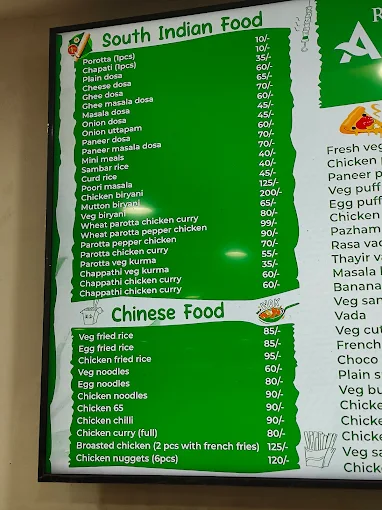 South Indian Food
Porotta (1pcs) 10/-
Chapati (1pcs) 10/-
Plain dosa 35/-
Cheese dosa 60/-
Ghee dosa 65/-
Ghee masala dosa 70/-
Masala dosa 60/-
Onion dosa 45/-
Onion uttapam 45/-
Paneer dosa 60/-
Paneer masala dosa 70/-
Mini meals 70/-
Sambar rice 40/-
Curd rice 40/-
Poori masala 45/-
Chicken biryani 125/-
Mutton biryani 200/-
Veg biryani 65/-
Wheat parotta chicken curry 80/-
Wheat parotta pepper chicken 99/-
Parotta pepper chicken 90/-
Parotta chicken curry 70/-
Parotta veg kurma 55/-
Chappathi veg kurma 35/-
Chappathi chicken curry 60/-
Chappathi chicken curry 60/-
Chinese Food
Veg fried rice 85/-
Egg fried rice 85/-
Chicken fried rice 95/-
Veg noodles 60/-
Egg noodles 80/-
Chicken noodles 90/-
Chicken 65 90/-
Chicken chilli 90/-
Chicken curry (full) 80/-
Broasted chicken (2 pcs with french fries) 125/-
Chicken nuggets (6pcs) 120/-
R
A
Fresh veg
Chicken
Paneer p
Veg puff
Egg puff
Chicken
Pazham
Rasa vad
Thayir va
Masala
Banana
Veg san
Vada
Veg cut
French
Choco
Plain s
Veg bu
Chicke
Chicke
Chicke
Veg sa
Chick